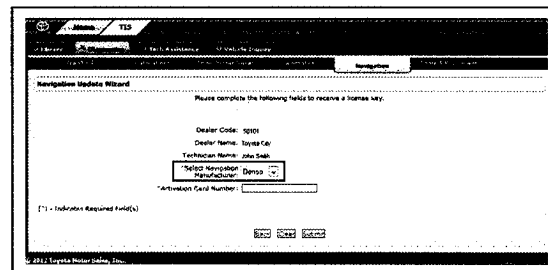 Home TIS
Tech Assistance Vehicle Inquiry
Navigation
Navigation Update Wizard
Please complete the following fields to receive a license key.
Dealer Code: 50101
Dealer Name: Toyota City
Technician Name: John Smith
*Select Navigation
Manufacturer: Denso
*Activation Card Number:
(*) - Indicates Required Field(s)
Back Clear Submit
© 2012 Toyota Motor Sales, Inc.